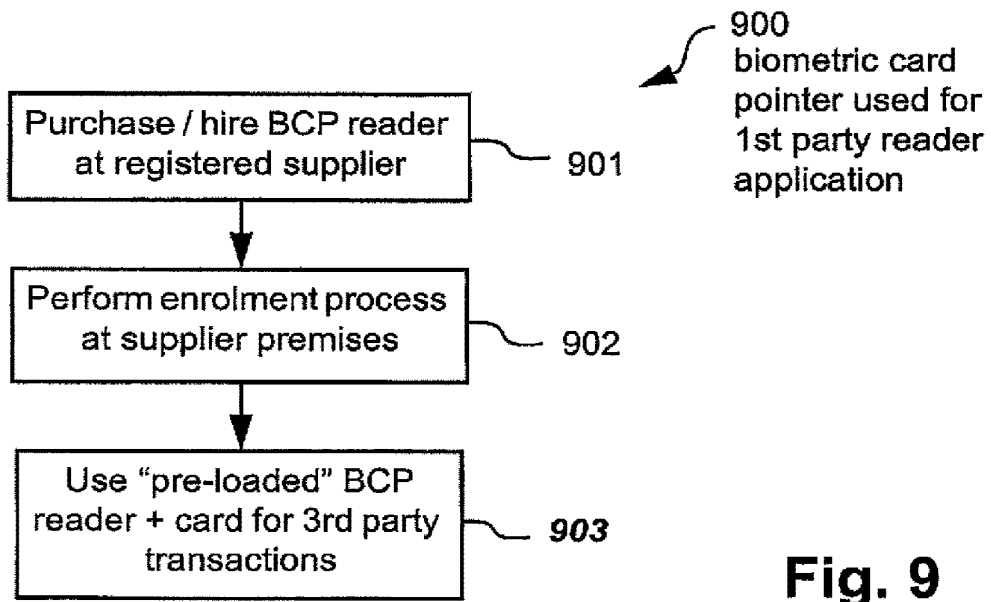 900
biometric card
pointer used for
1st party reader
application
Purchase / hire BCP reader
at registered supplier
901
Perform enrolment process
at supplier premises
902
Use “pre-loaded” BCP
reader + card for 3rd party
transactions
903
Fig. 9